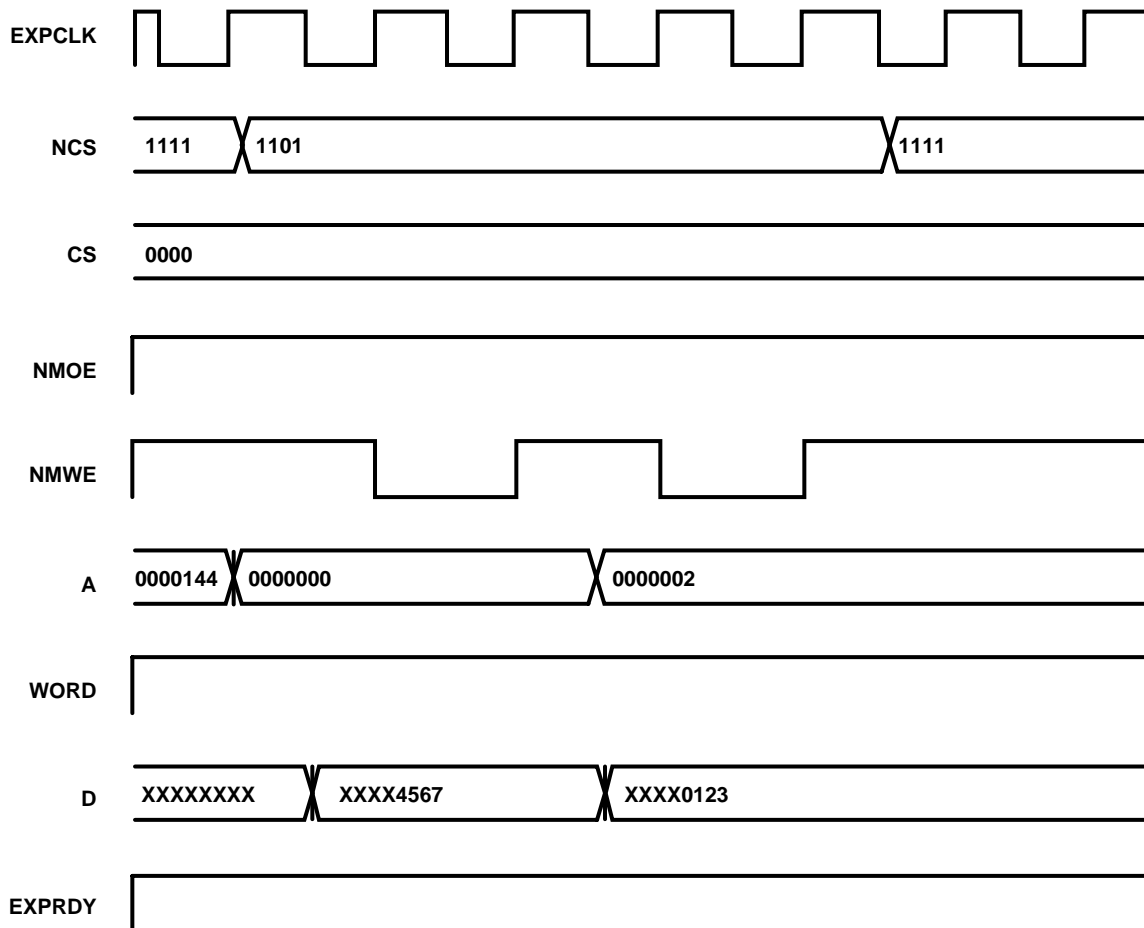 EXPCLK
NCS 1111 1101 1111
CS 0000
NMOE
NMWE
A 0000144 0000000 0000002
WORD
D XXXXXXXX XXXX4567 XXXX0123
EXPRDY